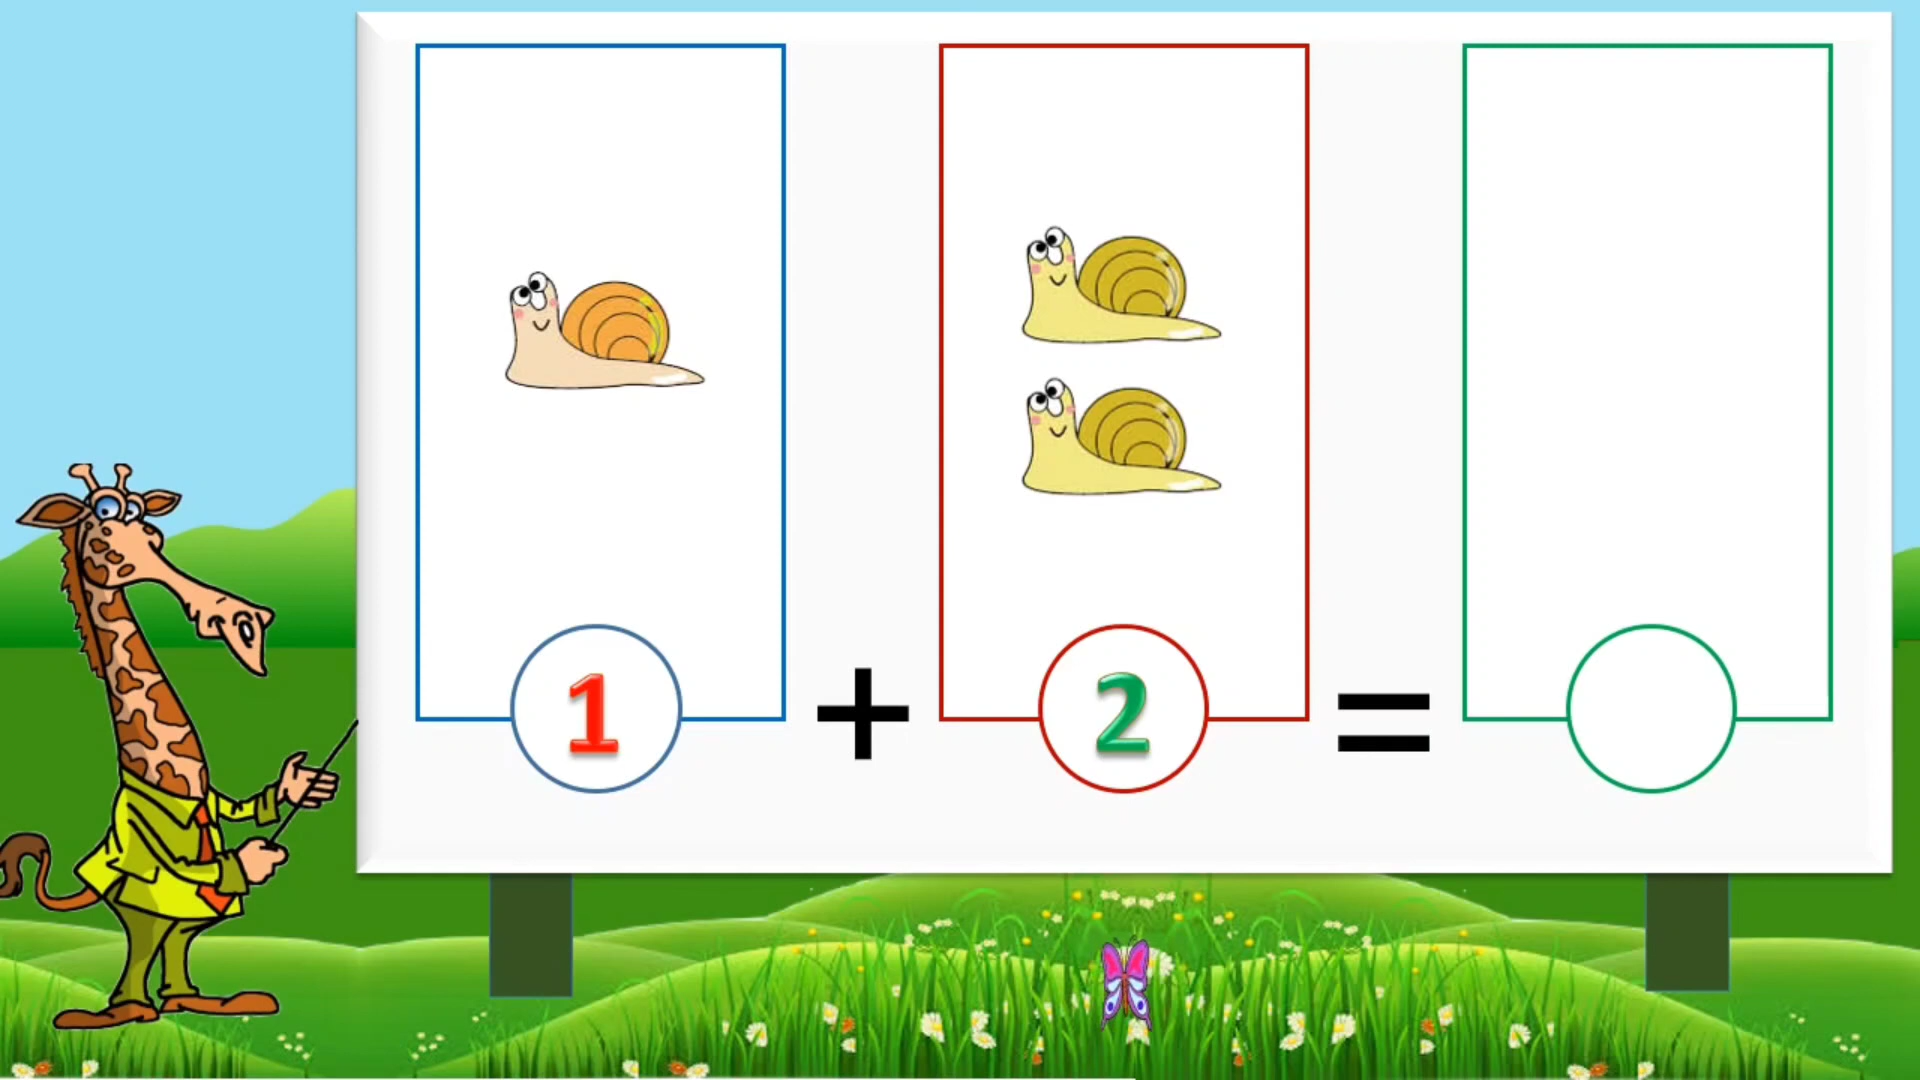 1 + 2 =